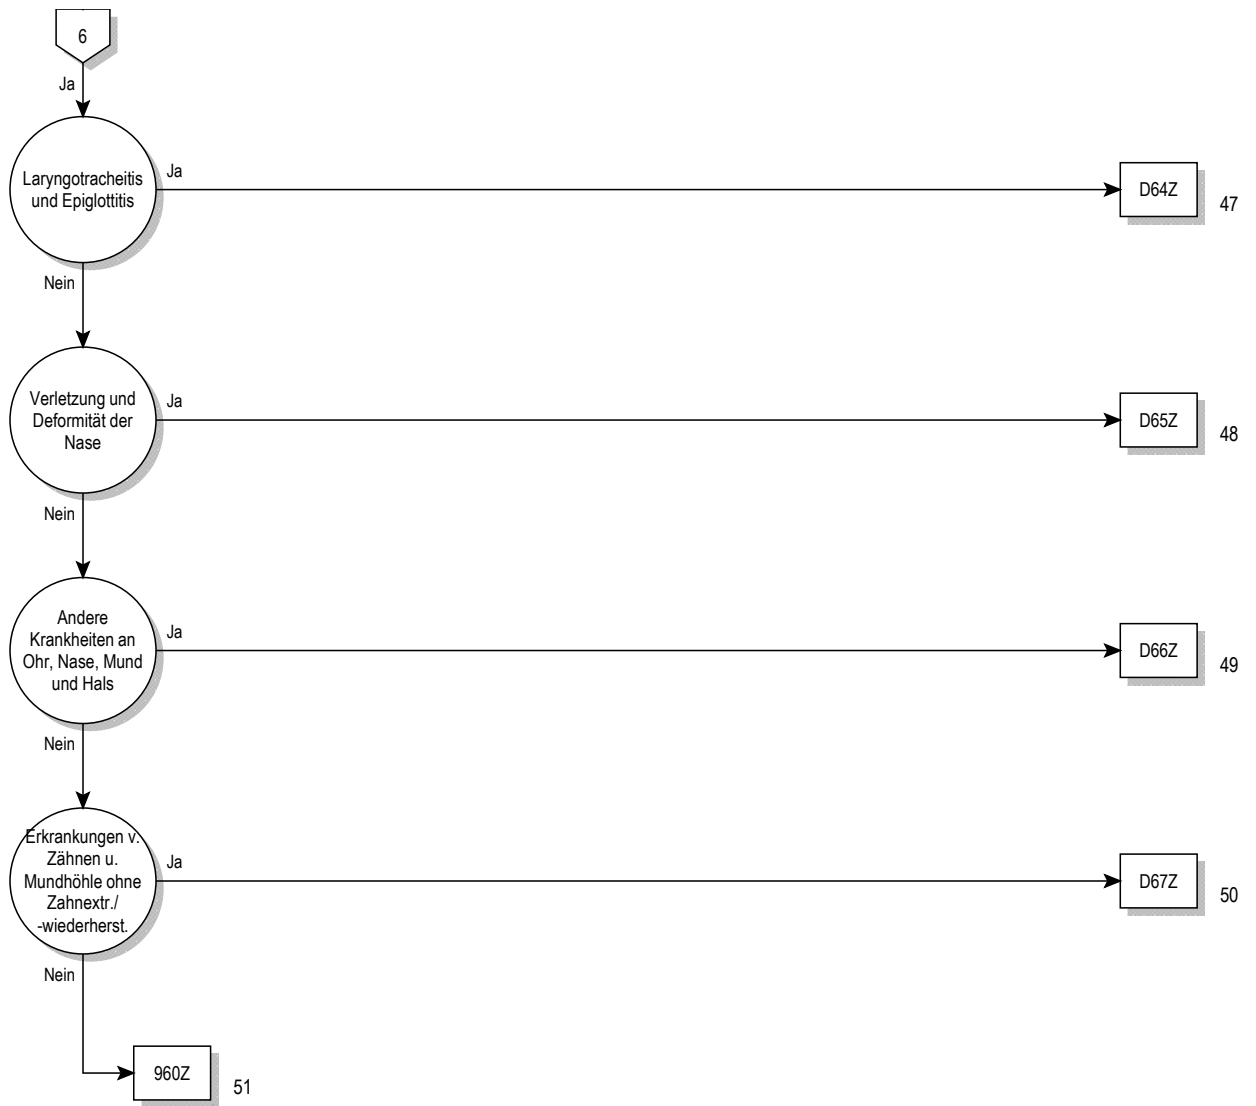 6
Ja
Laryngotracheitis
und Epiglottitis
Ja
D64Z
47
Nein
Verletzung und
Deformität der
Nase
Ja
D65Z
48
Nein
Andere
Krankheiten an
Ohr, Nase, Mund
und Hals
Ja
D66Z
49
Nein
Erkrankungen v.
Zähnen u.
Mundhöhle ohne
Zahnextr./
-wiederherst.
Ja
D67Z
50
Nein
960Z
51